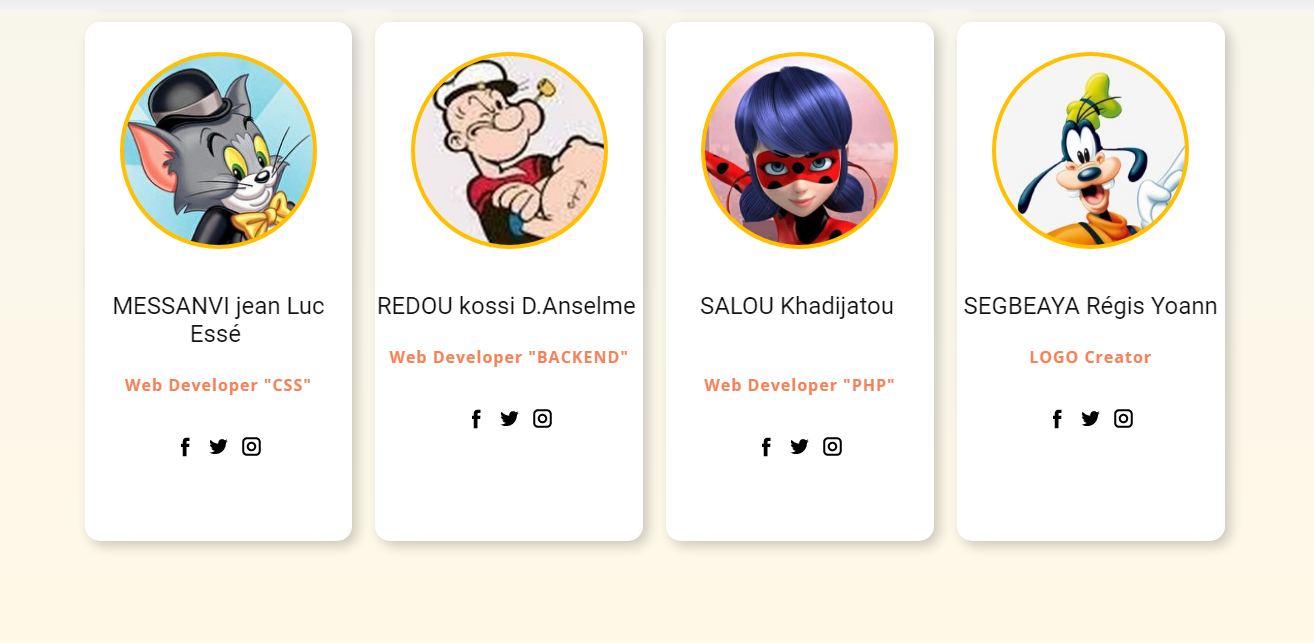 MESSANVI jean Luc
Essé
Web Developer "CSS"
REDOU kossi D.Anselme
Web Developer "BACKEND"
SALOU Khadijatou
Web Developer "PHP"
SEGBEAYA Régis Yoann
LOGO Creator